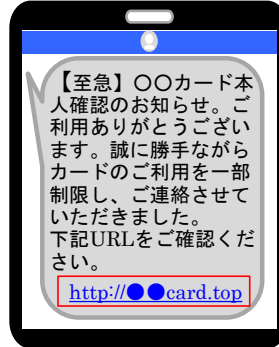 【至急】〇〇カード本
人確認のお知らせ。ご
利用ありがとうござい
ます。誠に勝手ながら
カードのご利用を一部
制限し、ご連絡させて
いただきました。
下記URLをご確認くだ
さい。
http://●●card.top